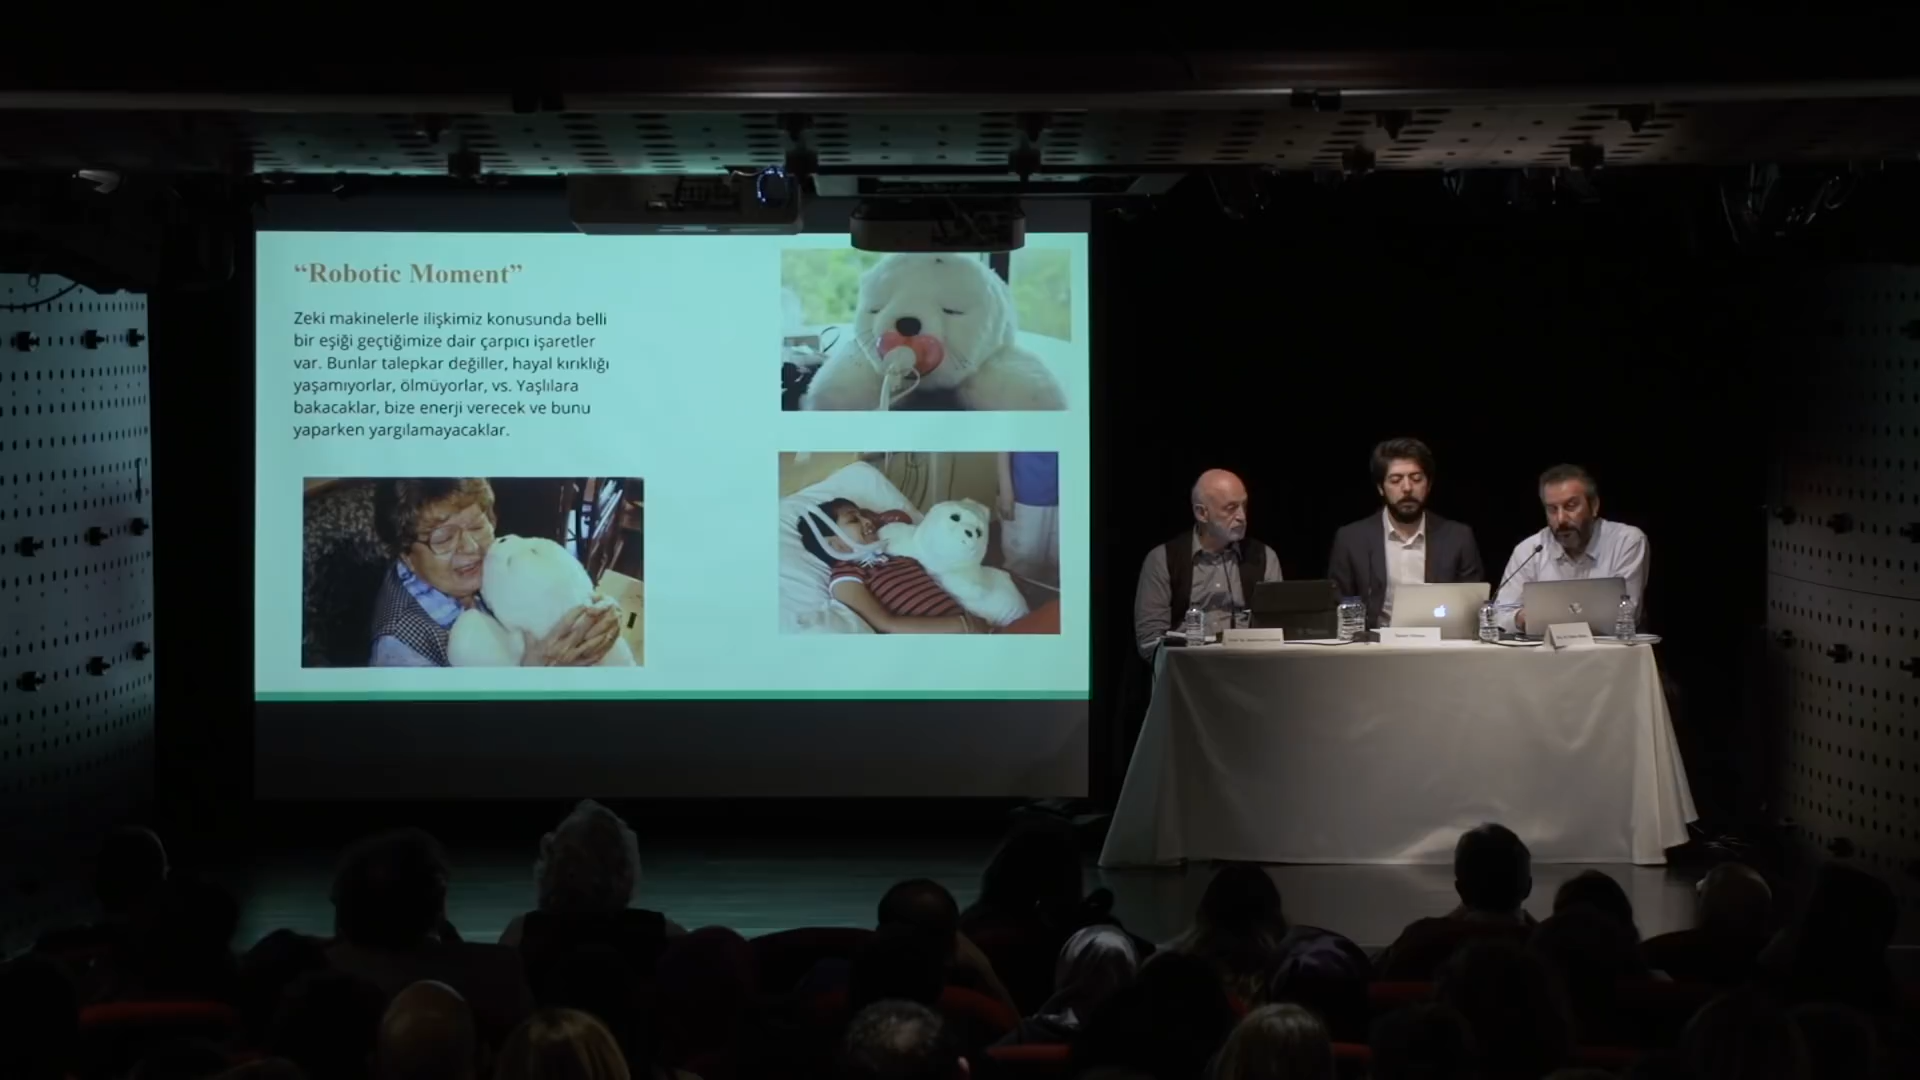 “Robotic Moment”
Zeki makinelerle ilişkimiz konusunda belli
bir eşiği geçtiğimize dair çarpıcı işaretler
var. Bunlar talepkar değiller, hayal kırıklığı
yaşamıyorlar, ölmüyorlar, vs. Yaşlılara
bakacaklar, bize enerji verecek ve bunu
yaparken yargılamayacaklar.